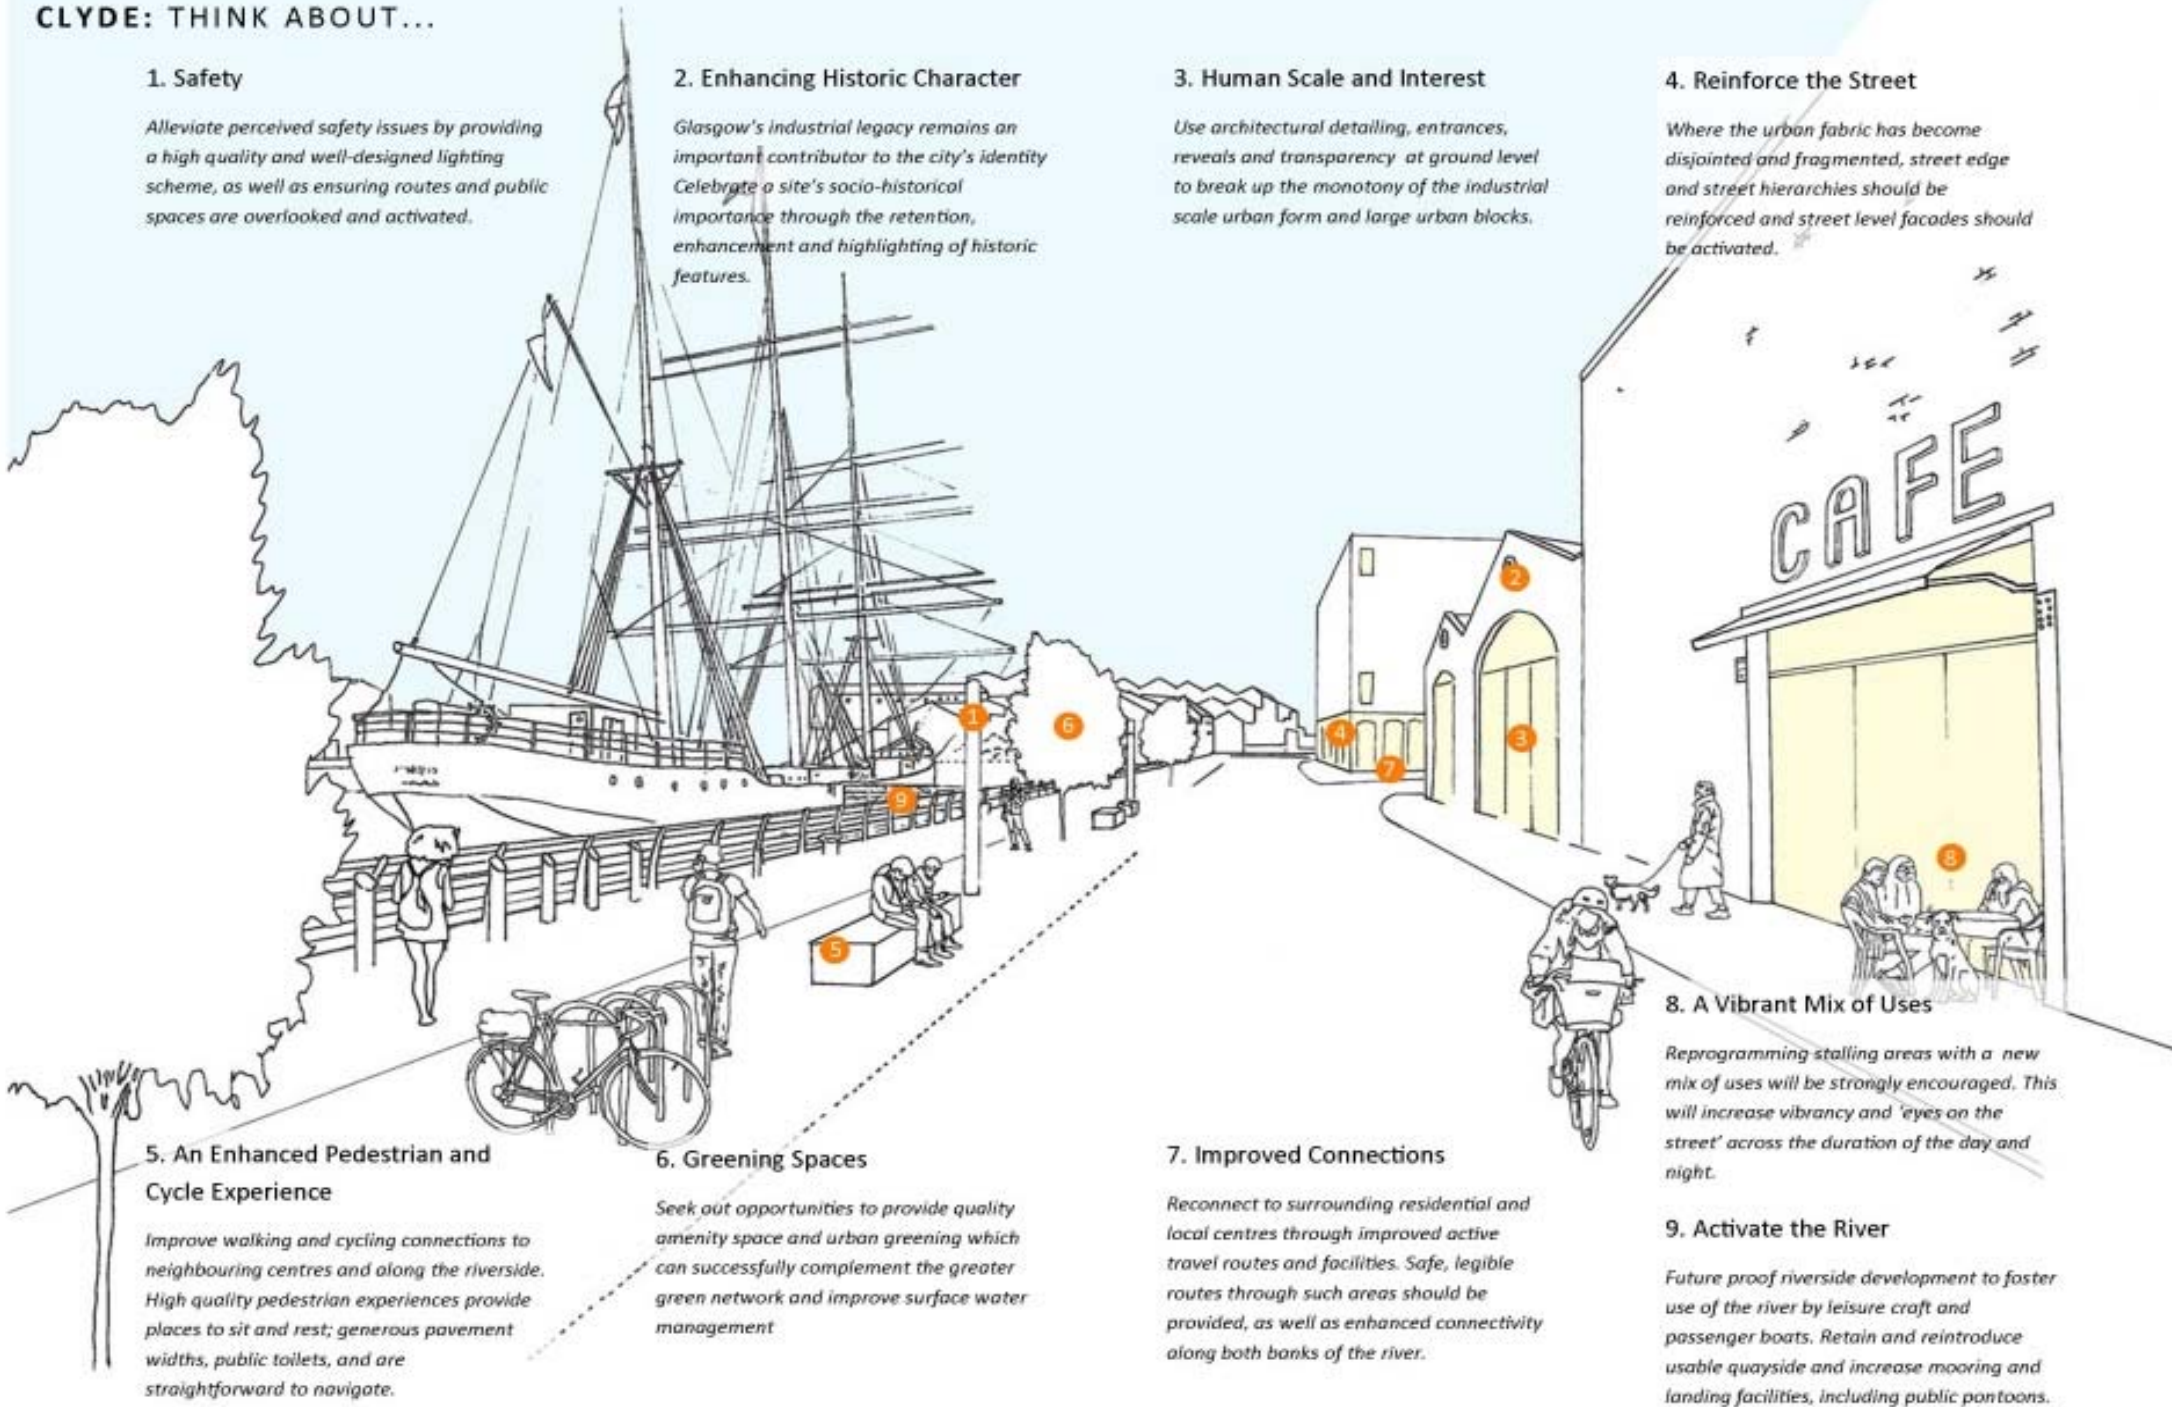 CLYDE: THINK ABOUT...
1. Safety
Alleviate perceived safety issues by providing
a high quality and well-designed lighting
scheme, as well as ensuring routes and public
spaces are overlooked and activated.
2. Enhancing Historic Character
Glasgow's industrial legacy remains an
important contributor to the city's identity
Celebrate a site's socio-historical
importance through the retention,
enhancement and highlighting of historic
features.
3. Human Scale and Interest
Use architectural detailing, entrances,
reveals and transparency at ground level
to break up the monotony of the industrial
scale urban form and large urban blocks.
4. Reinforce the Street
Where the urban fabric has become
disjointed and fragmented, street edge
and street hierarchies should be
reinforced and street level facades should
be activated.
CAFE
2
1
6
4
3
7
9
8
5
5. An Enhanced Pedestrian and
Cycle Experience
Improve walking and cycling connections to
neighbouring centres and along the riverside.
High quality pedestrian experiences provide
places to sit and rest; generous pavement
widths, public toilets, and are
straightforward to navigate.
6. Greening Spaces
Seek out opportunities to provide quality
amenity space and urban greening which
can successfully complement the greater
green network and improve surface water
management
7. Improved Connections
Reconnect to surrounding residential and
local centres through improved active
travel routes and facilities. Safe, legible
routes through such areas should be
provided, as well as enhanced connectivity
along both banks of the river.
8. A Vibrant Mix of Uses
Reprogramming stalling areas with a new
mix of uses will be strongly encouraged. This
will increase vibrancy and 'eyes on the
street' across the duration of the day and
night.
9. Activate the River
Future proof riverside development to foster
use of the river by leisure craft and
passenger boats. Retain and reintroduce
usable quayside and increase mooring and
landing facilities, including public pontoons.